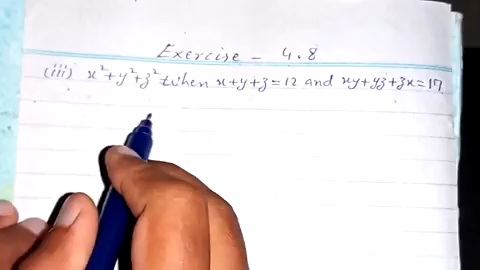 Exercise - 4.8
(iii) x²+y²+z² when x+y+z=12 and xy+yz+zx=17